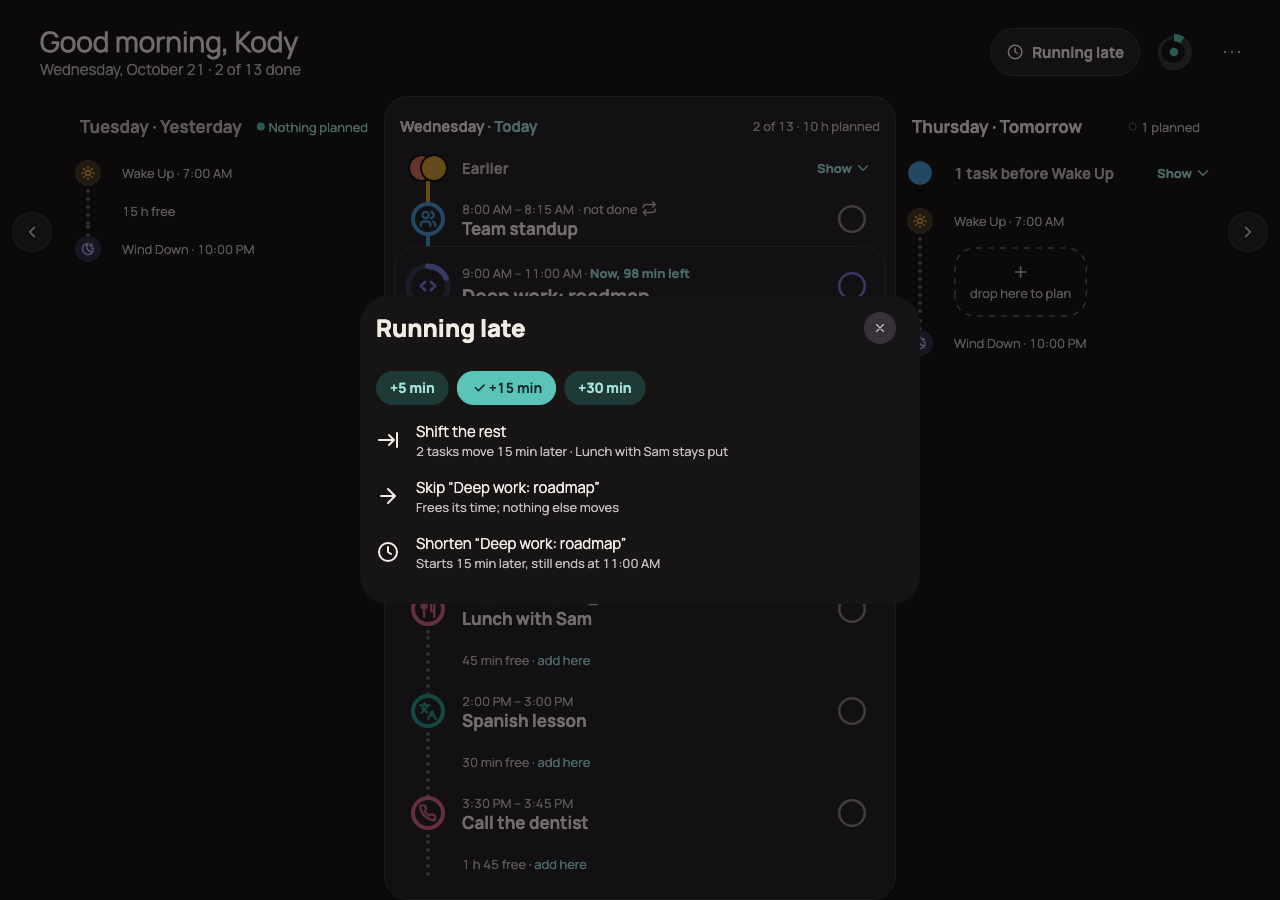 Good morning, Kody
Wednesday, October 21 · 2 of 13 done
Running late
Tuesday · Yesterday
Nothing planned
Wake Up · 7:00 AM
15 h free
Wind Down · 10:00 PM
Wednesday · Today
2 of 13 · 10 h planned
Earlier
Show
8:00 AM – 8:15 AM · not done
Team standup
9:00 AM – 11:00 AM · Now, 98 min left
Deep work: roadmap
Running late
+5 min
+15 min
+30 min
Shift the rest
2 tasks move 15 min later · Lunch with Sam stays put
Skip “Deep work: roadmap”
Frees its time; nothing else moves
Shorten “Deep work: roadmap”
Starts 15 min later, still ends at 11:00 AM
Lunch with Sam
45 min free · add here
2:00 PM – 3:00 PM
Spanish lesson
30 min free · add here
3:30 PM – 3:45 PM
Call the dentist
1 h 45 free · add here
Thursday · Tomorrow
1 planned
1 task before Wake Up
Show
Wake Up · 7:00 AM
drop here to plan
Wind Down · 10:00 PM